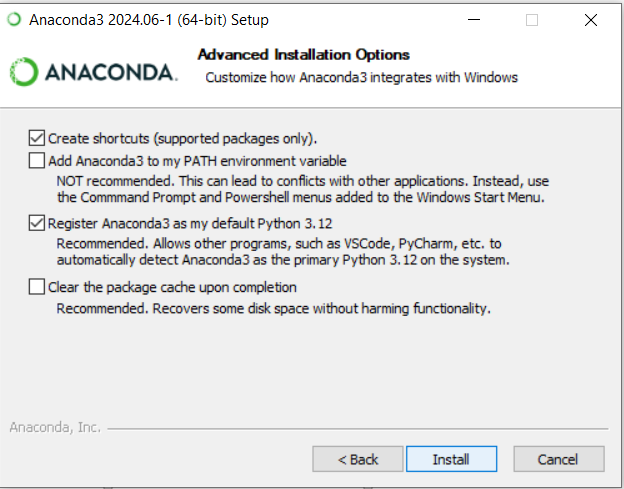 Anaconda3 2024.06-1 (64-bit) Setup
Advanced Installation Options
Customize how Anaconda3 integrates with Windows
ANACONDA.
Create shortcuts (supported packages only).
Add Anaconda3 to my PATH environment variable
NOT recommended. This can lead to conflicts with other applications. Instead, use
the Commmand Prompt and Powershell menus added to the Windows Start Menu.
Register Anaconda3 as my default Python 3.12
Recommended. Allows other programs, such as VSCode, PyCharm, etc. to
automatically detect Anaconda3 as the primary Python 3.12 on the system.
Clear the package cache upon completion
Recommended. Recovers some disk space without harming functionality.
Anaconda, Inc.
< Back
Install
Cancel